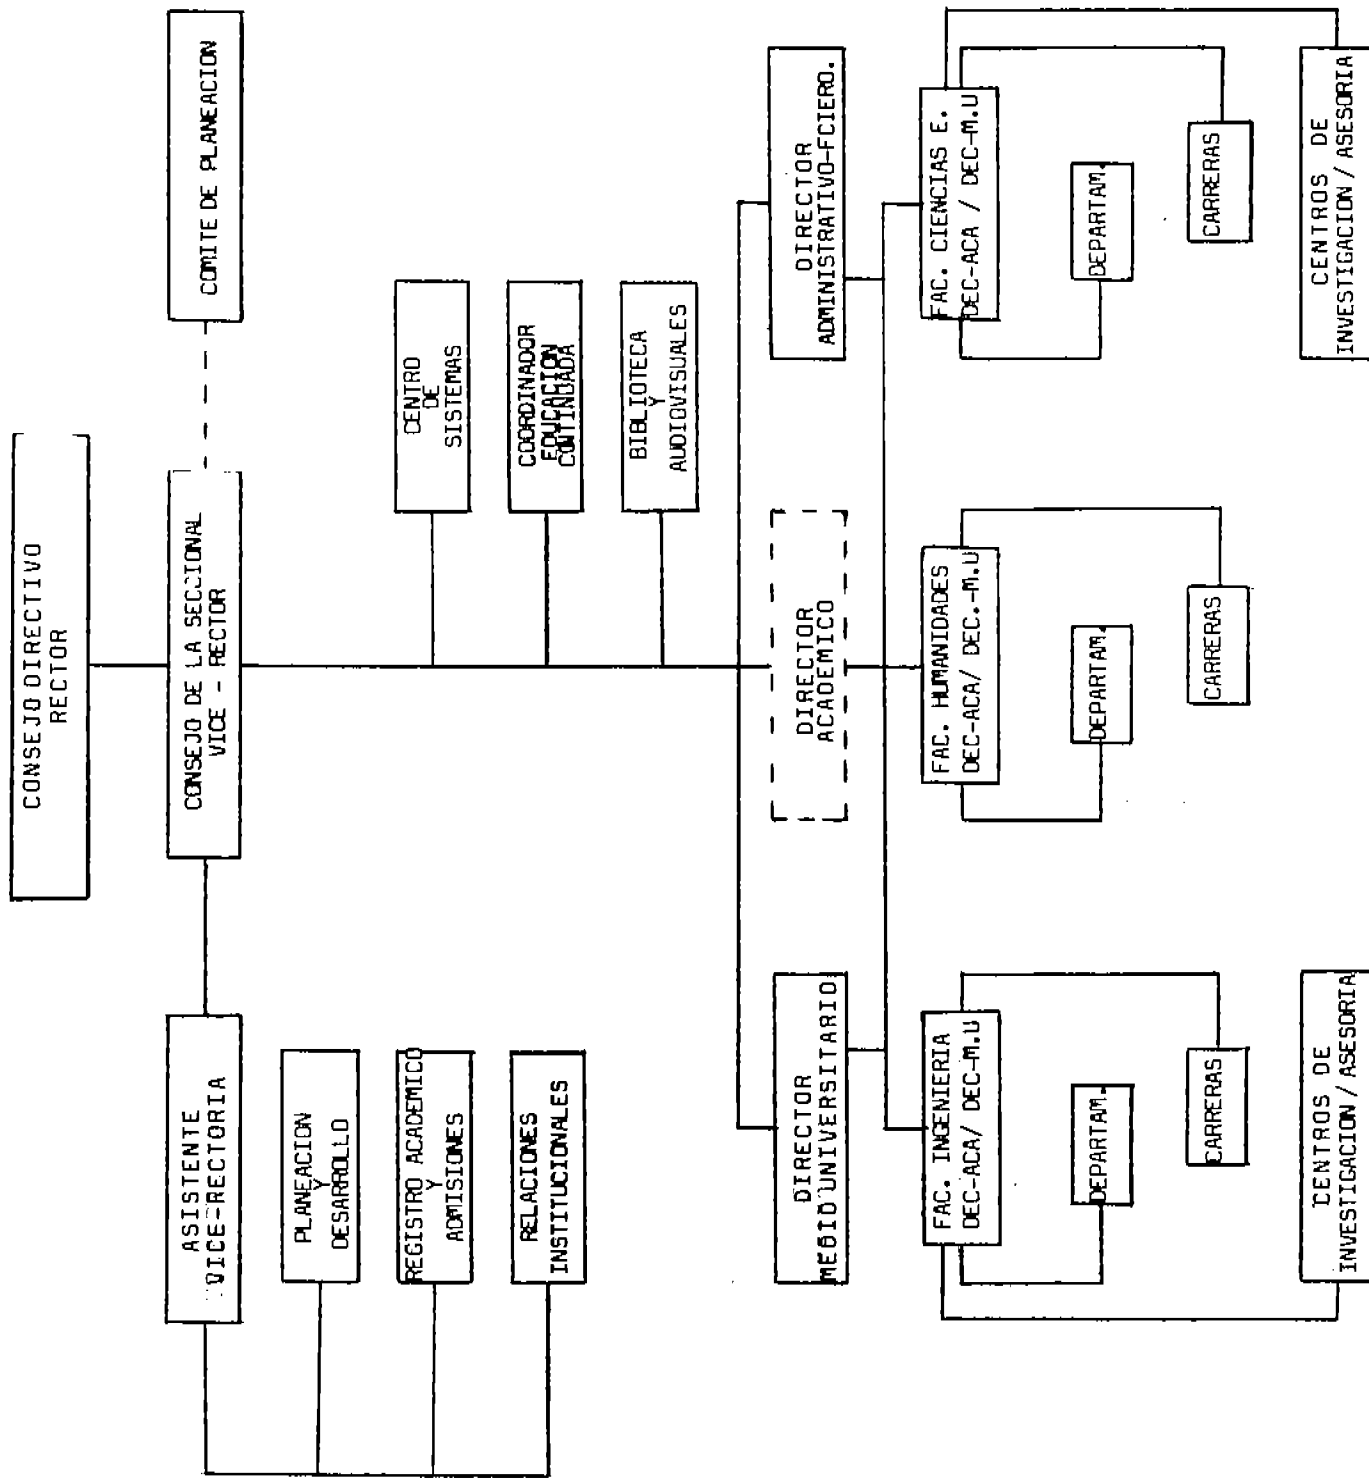 CONSEJO DIRECTIVO
RECTOR
ASISTENTE
VICE-RECTORIA
CONSEJO DE LA SECCIONAL
VICE - RECTOR
COMITE DE PLANEACION
PLANEACION
Y
DESARROLLO
REGISTRO ACADEMICO
Y
ADMISIONES
RELACIONES
INSTITUCIONALES
CENTRO
DE
SISTEMAS
COORDINADOR
EDUCACION
CONTINDADA
BIBLIOTECA
Y
AUDIOVISUALES
DIRECTOR
MEDIO UNIVERSITARIO
DIRECTOR
ACADEMICO
DIRECTOR
ADMINISTRATIVO-FCIERO.
FAC. INGENIERIA
DEC-ACA/ DEC-M.U
DEPARTAM.
CARRERAS
CENTROS DE
INVESTIGACION / ASESORIA
FAC. HUMANIDADES
DEC-ACA/ DEC.-M.U
DEPARTAM.
CARRERAS
FAC. CIENCIAS E.
DEC-ACA / DEC-M.U
DEPARTAM.
CARRERAS
CENTROS DE
INVESTIGACION / ASESORIA